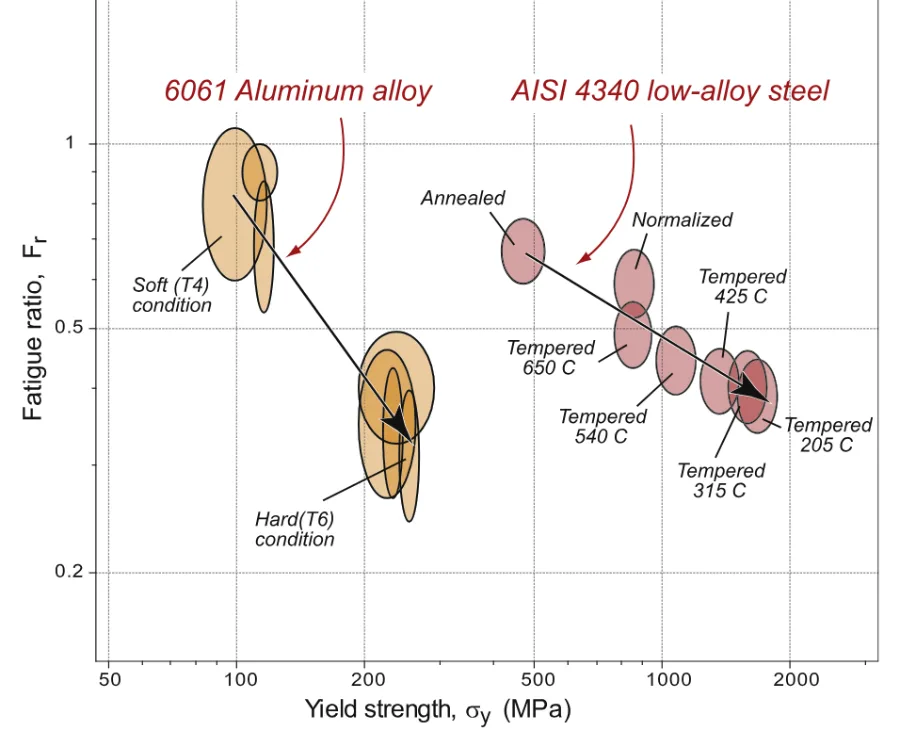 6061 Aluminum alloy
AISI 4340 low-alloy steel
1
Annealed
Normalized
Tempered
425 C
Soft (T4)
condition
0.5
Tempered
650 C
Tempered
540 C
Tempered
205 C
Tempered
315 C
Hard(T6)
condition
0.2
Fatigue ratio, Fr
50
100
200
500
1000
2000
Yield strength, σy (MPa)